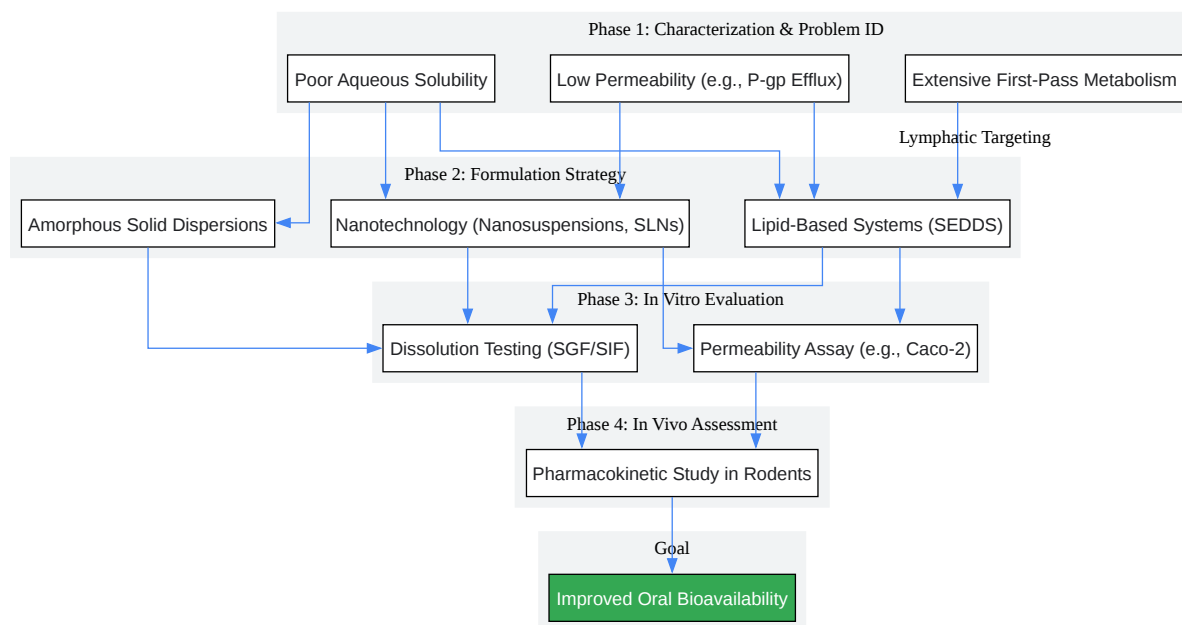 Phase 1: Characterization & Problem ID
Poor Aqueous Solubility
Low Permeability (e.g., P-gp Efflux)
Extensive First-Pass Metabolism
Lymphatic Targeting
Phase 2: Formulation Strategy
Amorphous Solid Dispersions
Nanotechnology (Nanosuspensions, SLNs)
Lipid-Based Systems (SEDDS)
Phase 3: In Vitro Evaluation
Dissolution Testing (SGF/SIF)
Permeability Assay (e.g., Caco-2)
Phase 4: In Vivo Assessment
Pharmacokinetic Study in Rodents
Goal
Improved Oral Bioavailability